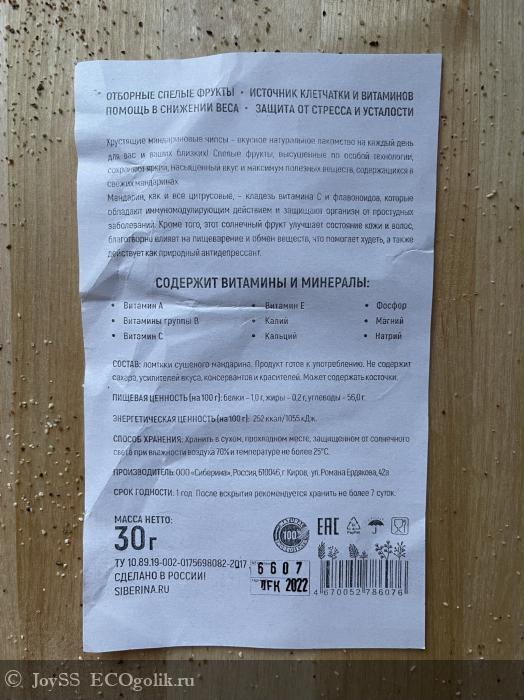 ОТБОРНЫЕ СПЕЛЫЕ ФРУКТЫ • ИСТОЧНИК КЛЕТЧАТКИ И ВИТАМИНОВ
ПОМОЩЬ В СНИЖЕНИИ ВЕСА • ЗАЩИТА ОТ СТРЕССА И УСТАЛОСТИ
Хрустящие мандариновые чипсы – вкусное натуральное лакомство на каждый день
для вас и ваших близких! Спелые фрукты, высушенные по особой технологии,
сохраняют яркий, насыщенный вкус и максимум полезных веществ, содержащихся в
свежих мандаринах.
Мандарин, как и все цитрусовые, – кладезь витамина С и флавоноидов, которые
обладают иммуномодулирующим действием и защищают организм от простудных
заболеваний. Кроме того, этот солнечный фрукт улучшает состояние кожи и волос,
благотворно влияет на пищеварение и обмен веществ, что помогает худеть, а также
действует как природный антидепрессант.
СОДЕРЖИТ ВИТАМИНЫ И МИНЕРАЛЫ:
• Витамин А • Витамин Е • Фосфор
• Витамины группы В • Калий • Магний
• Витамин С • Кальций • Натрий
СОСТАВ: ломтики сушеного мандарина. Продукт готов к употреблению. Не содержит
сахара, усилителей вкуса, консервантов и красителей. Может содержать косточки.
ПИЩЕВАЯ ЦЕННОСТЬ (на 100 г): белки – 1,0 г, жиры – 0,2 г, углеводы – 56,0 г.
ЭНЕРГЕТИЧЕСКАЯ ЦЕННОСТЬ (на 100 г): 252 ккал/1055 кДж.
СПОСОБ ХРАНЕНИЯ: Хранить в сухом, прохладном месте, защищенном от солнечного
света при влажности воздуха 70% и температуре не более 25°С.
ПРОИЗВОДИТЕЛЬ: ООО «Сиберина», Россия, 610046, г. Киров, ул. Романа Ердякова, 42а
СРОК ГОДНОСТИ: 1 год. После вскрытия рекомендуется хранить не более 7 суток.
МАССА НЕТТО:
30 г
100%
EAC
ТУ 10.89.19-002-0175698082-2017
СДЕЛАНО В РОССИИ!
SIBERINA.RU
6607
ДЕК 2022
4 670052 786076
© JoySS ECOgolik.ru